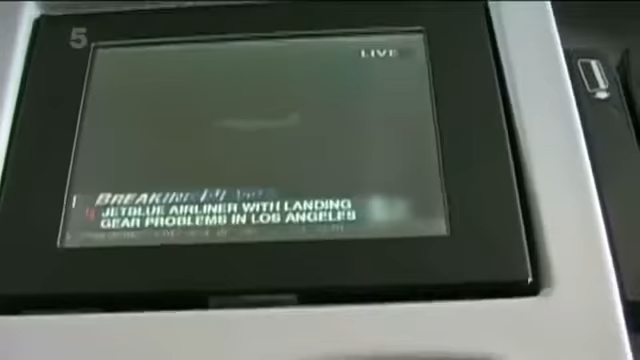 5
LIVE
BREAKING NEWS
JETBLUE AIRLINER WITH LANDING
GEAR PROBLEMS IN LOS ANGELES